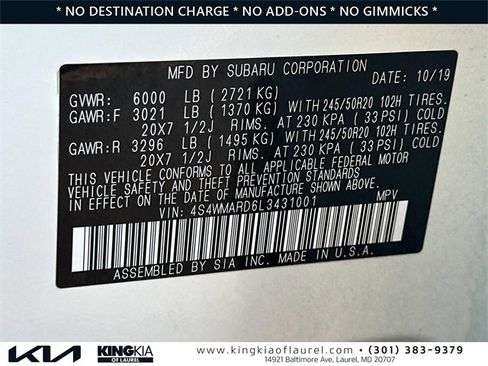 * NO DESTINATION CHARGE * NO ADD-ONS * NO GIMMICKS *
MFD BY SUBARU CORPORATION DATE: 10/19
GVWR: 6000 LB (2721 KG)
GAWR:F 3021 LB (1370 KG) WITH 245/50R20 102H TIRES.
20X7 1/2J RIMS. AT 230 KPA (33 PSI) COLD
GAWR:R 3296 LB (1495 KG) WITH 245/50R20 102H TIRES.
20X7 1/2J RIMS. AT 230 KPA (33 PSI) COLD
THIS VEHICLE CONFORMS TO ALL APPLICABLE FEDERAL MOTOR
VEHICLE SAFETY AND THEFT PREVENTION STANDARDS
IN EFFECT ON THE DATE OF MANUFACTURE SHOWN ABOVE.
VIN: 4S4WMARD6L3431001 MPV
ASSEMBLED BY SIA INC. MADE IN U.S.A.
KIA KING KIA OF LAUREL
www.kingkiaoflaurel.com • (301) 383-9379
14921 Baltimore Ave, Laurel, MD 20707